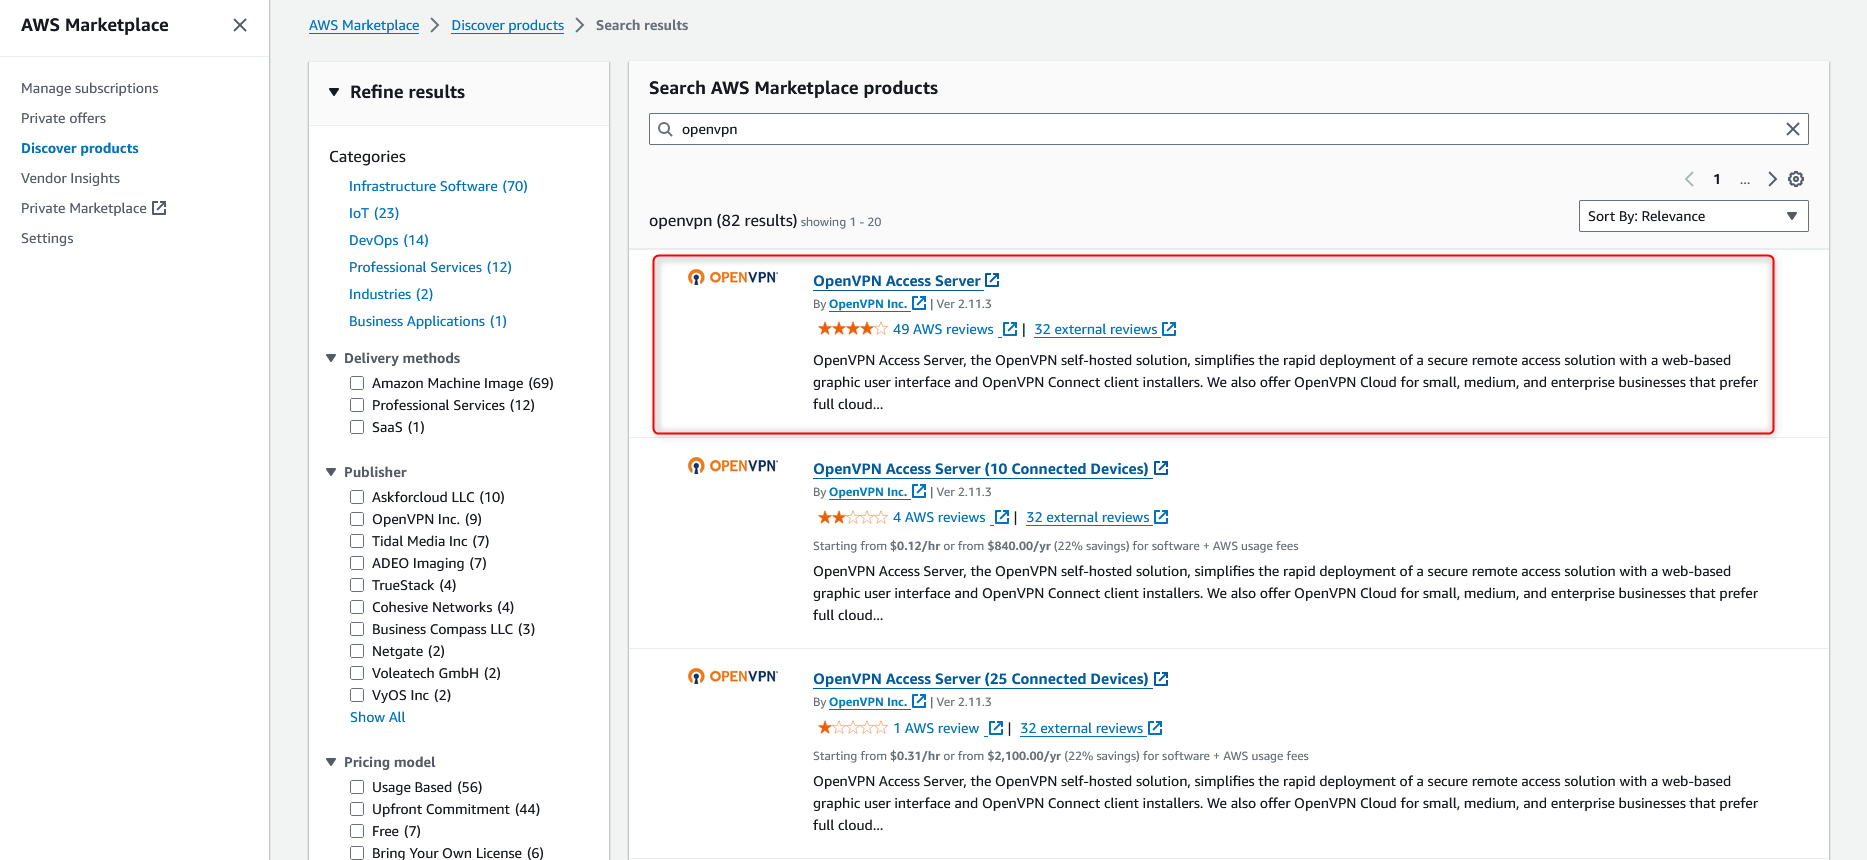 AWS Marketplace
Manage subscriptions
Private offers
Discover products
Vendor Insights
Private Marketplace
Settings
AWS Marketplace > Discover products > Search results
Refine results
Categories
Infrastructure Software (70)
IoT (23)
DevOps (14)
Professional Services (12)
Industries (2)
Business Applications (1)
Delivery methods
Amazon Machine Image (69)
Professional Services (12)
SaaS (1)
Publisher
Askforcloud LLC (10)
OpenVPN Inc. (9)
Tidal Media Inc (7)
ADEO Imaging (7)
TrueStack (4)
Cohesive Networks (4)
Business Compass LLC (3)
Netgate (2)
Voleatech GmbH (2)
VyOS Inc (2)
Show All
Pricing model
Usage Based (56)
Upfront Commitment (44)
Free (7)
Bring Your Own License (6)
Search AWS Marketplace products
openvpn
1 ...
openvpn (82 results) showing 1 - 20
Sort By: Relevance
OPENVPN
OpenVPN Access Server
By OpenVPN Inc. | Ver 2.11.3
49 AWS reviews | 32 external reviews
OpenVPN Access Server, the OpenVPN self-hosted solution, simplifies the rapid deployment of a secure remote access solution with a web-based
graphic user interface and OpenVPN Connect client installers. We also offer OpenVPN Cloud for small, medium, and enterprise businesses that prefer
full cloud...
OPENVPN
OpenVPN Access Server (10 Connected Devices)
By OpenVPN Inc. | Ver 2.11.3
4 AWS reviews | 32 external reviews
Starting from $0.12/hr or from $840.00/yr (22% savings) for software + AWS usage fees
OpenVPN Access Server, the OpenVPN self-hosted solution, simplifies the rapid deployment of a secure remote access solution with a web-based
graphic user interface and OpenVPN Connect client installers. We also offer OpenVPN Cloud for small, medium, and enterprise businesses that prefer
full cloud...
OPENVPN
OpenVPN Access Server (25 Connected Devices)
By OpenVPN Inc. | Ver 2.11.3
1 AWS review | 32 external reviews
Starting from $0.31/hr or from $2,100.00/yr (22% savings) for software + AWS usage fees
OpenVPN Access Server, the OpenVPN self-hosted solution, simplifies the rapid deployment of a secure remote access solution with a web-based
graphic user interface and OpenVPN Connect client installers. We also offer OpenVPN Cloud for small, medium, and enterprise businesses that prefer
full cloud...